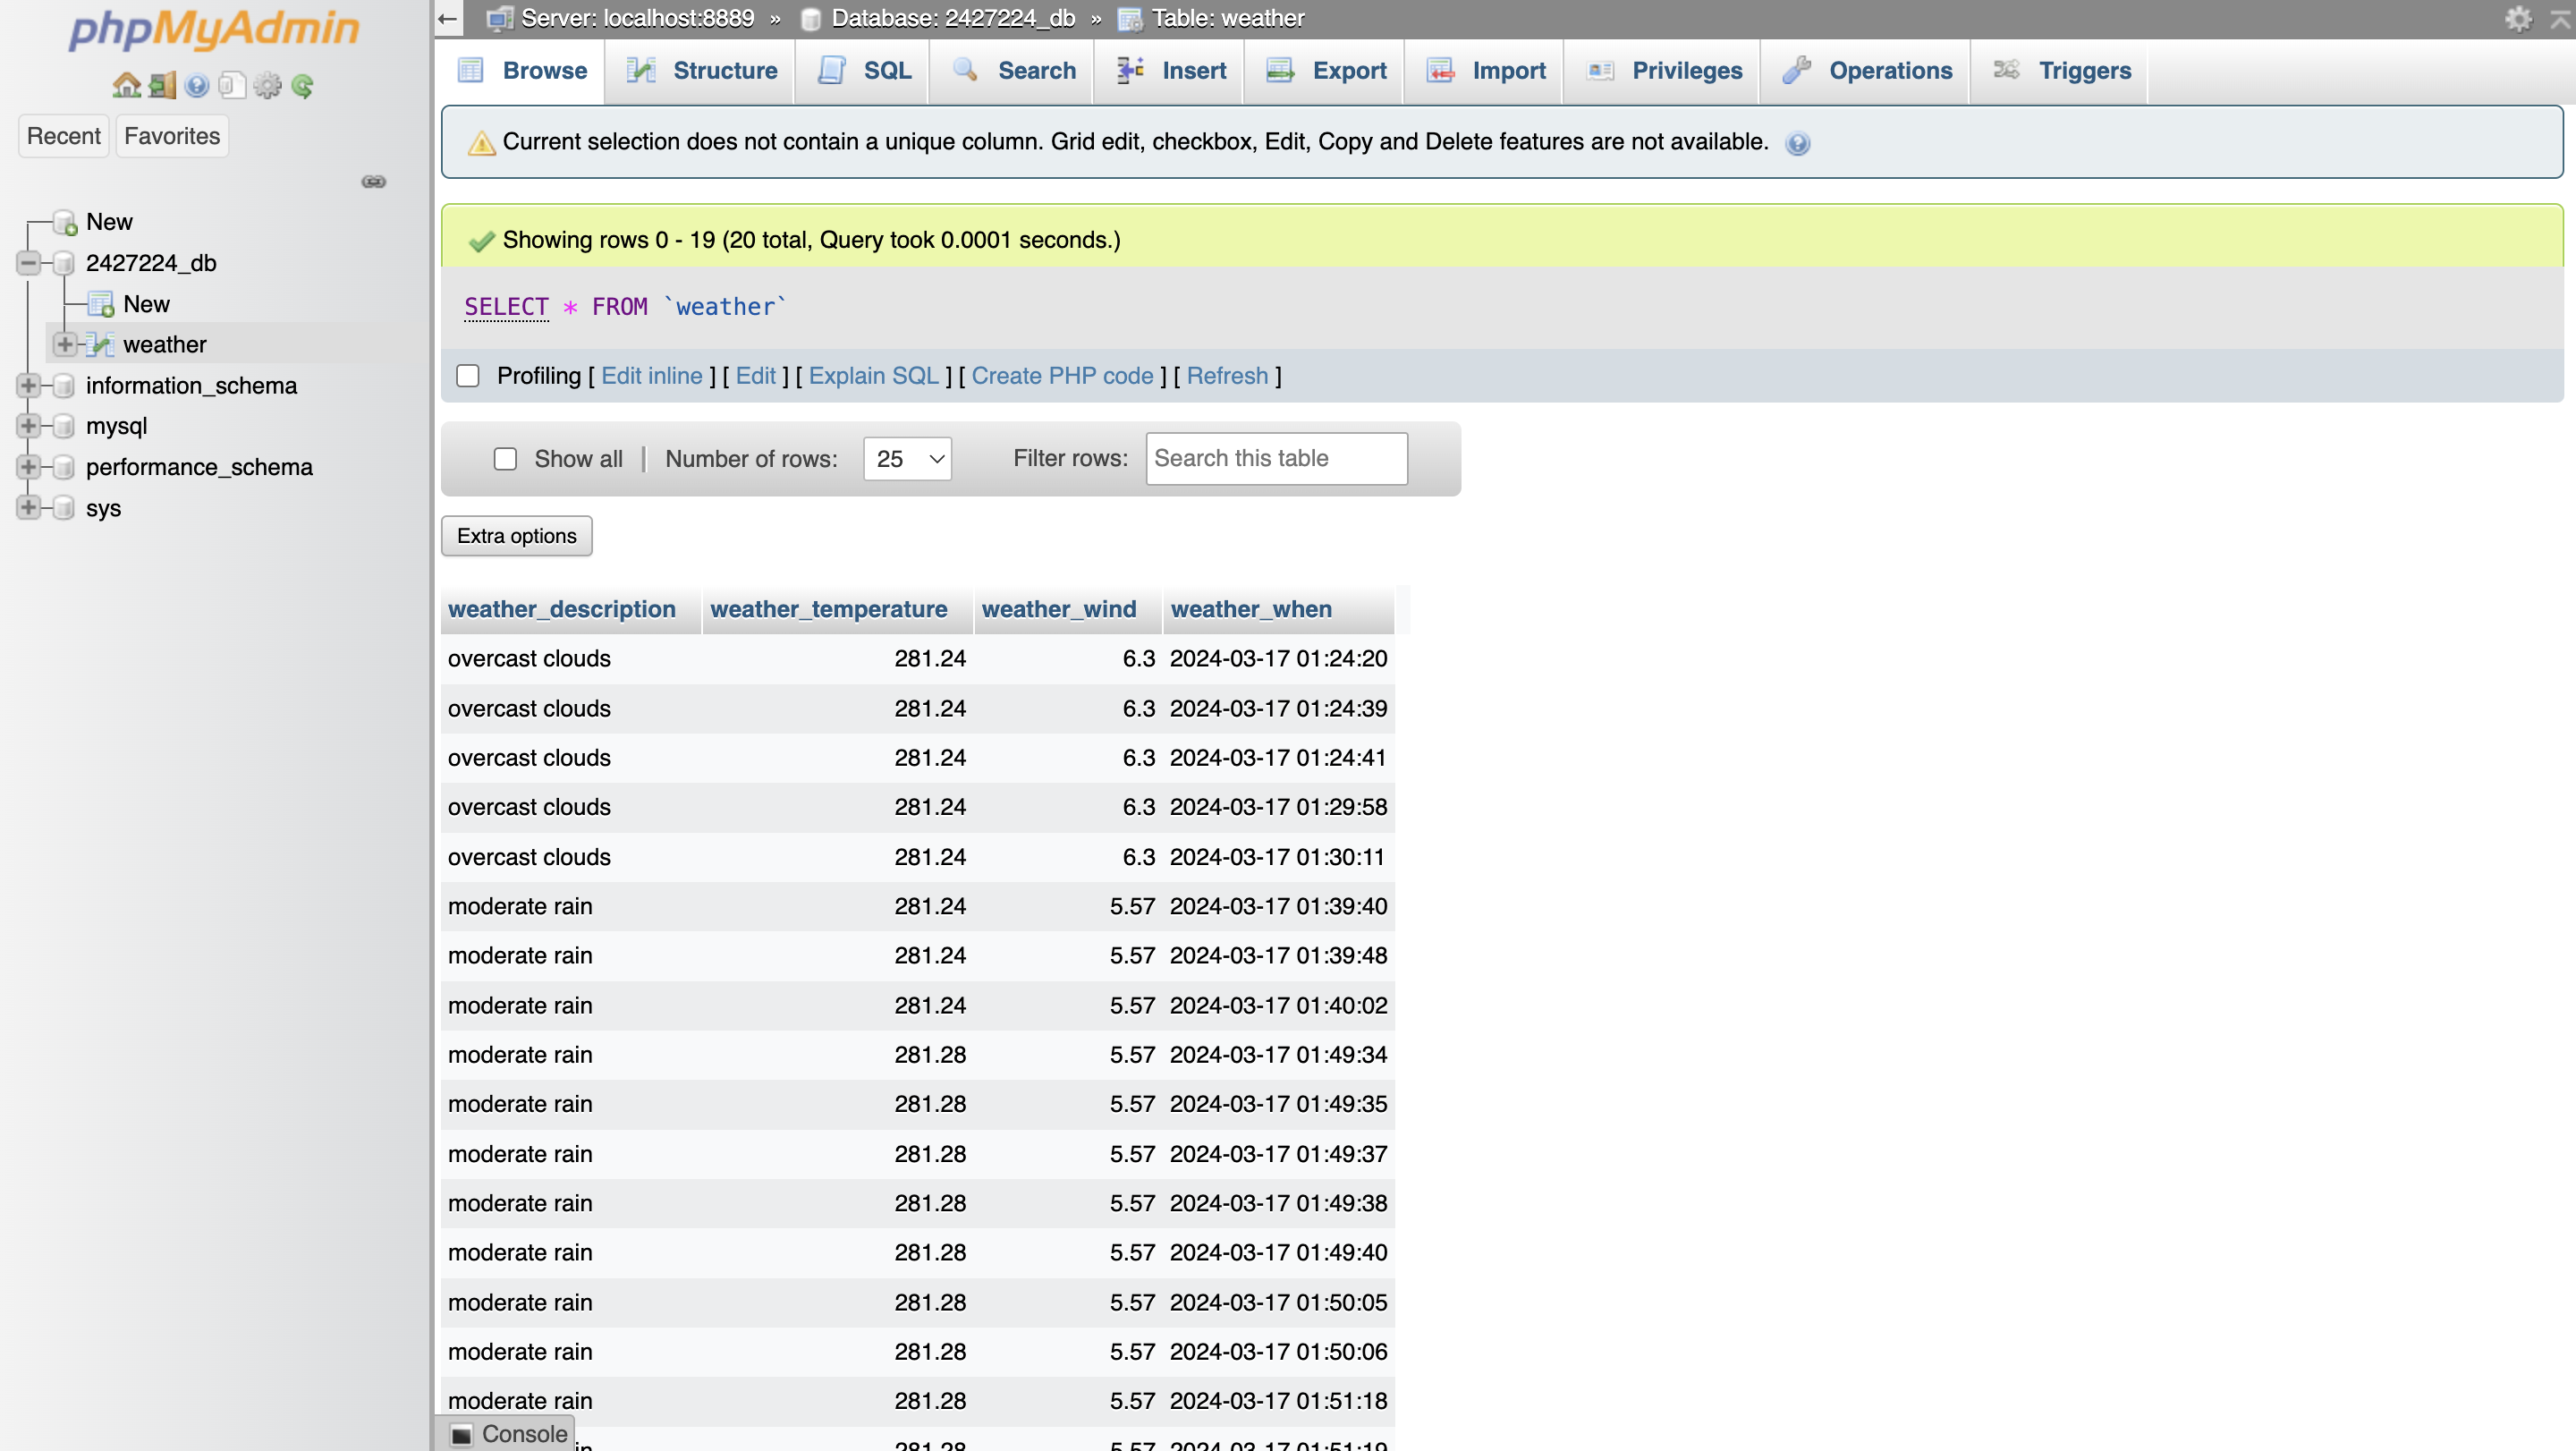 phpMyAdmin
Recent Favorites
New
2427224_db
New
weather
information_schema
mysql
performance_schema
sys
Server: localhost:8889 » Database: 2427224_db » Table: weather
Browse Structure SQL Search Insert Export Import Privileges Operations Triggers
Current selection does not contain a unique column. Grid edit, checkbox, Edit, Copy and Delete features are not available.
Showing rows 0 - 19 (20 total, Query took 0.0001 seconds.)
SELECT * FROM `weather`
Profiling [ Edit inline ] [ Edit ] [ Explain SQL ] [ Create PHP code ] [ Refresh ]
Show all | Number of rows: 25 Filter rows: Search this table
Extra options
weather_description weather_temperature weather_wind weather_when
overcast clouds 281.24 6.3 2024-03-17 01:24:20
overcast clouds 281.24 6.3 2024-03-17 01:24:39
overcast clouds 281.24 6.3 2024-03-17 01:24:41
overcast clouds 281.24 6.3 2024-03-17 01:29:58
overcast clouds 281.24 6.3 2024-03-17 01:30:11
moderate rain 281.24 5.57 2024-03-17 01:39:40
moderate rain 281.24 5.57 2024-03-17 01:39:48
moderate rain 281.24 5.57 2024-03-17 01:40:02
moderate rain 281.28 5.57 2024-03-17 01:49:34
moderate rain 281.28 5.57 2024-03-17 01:49:35
moderate rain 281.28 5.57 2024-03-17 01:49:37
moderate rain 281.28 5.57 2024-03-17 01:49:38
moderate rain 281.28 5.57 2024-03-17 01:49:40
moderate rain 281.28 5.57 2024-03-17 01:50:05
moderate rain 281.28 5.57 2024-03-17 01:50:06
moderate rain 281.28 5.57 2024-03-17 01:51:18
281.28 5.57 2024-03-17 01:51:19
Console